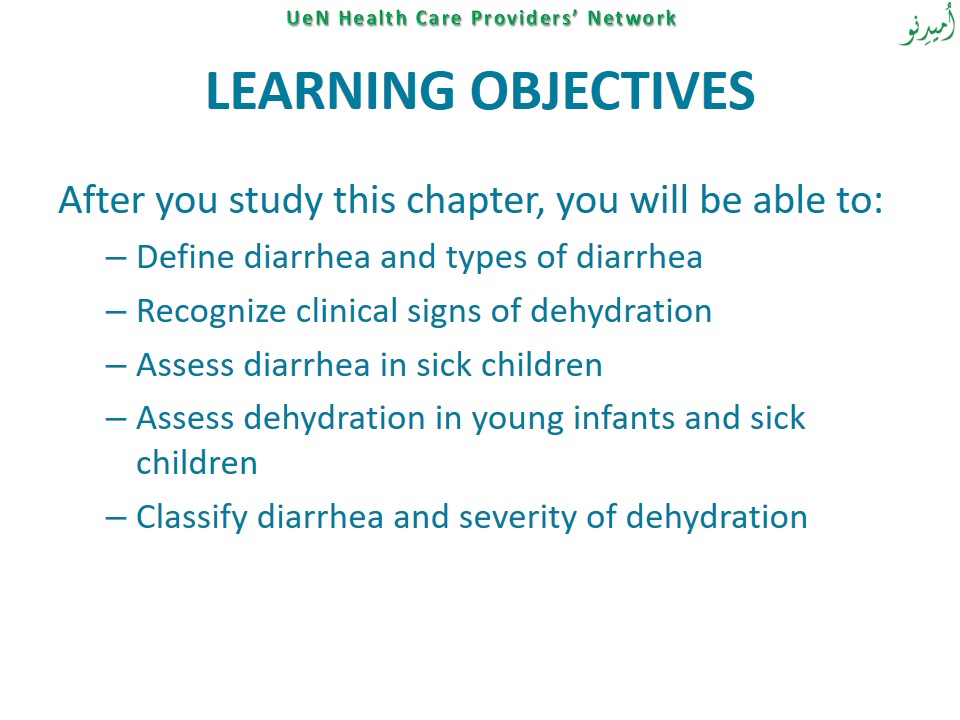 UeN Health Care Providers’ Network
اُمیدِنو
LEARNING OBJECTIVES
After you study this chapter, you will be able to:
– Define diarrhea and types of diarrhea
– Recognize clinical signs of dehydration
– Assess diarrhea in sick children
– Assess dehydration in young infants and sick
children
– Classify diarrhea and severity of dehydration